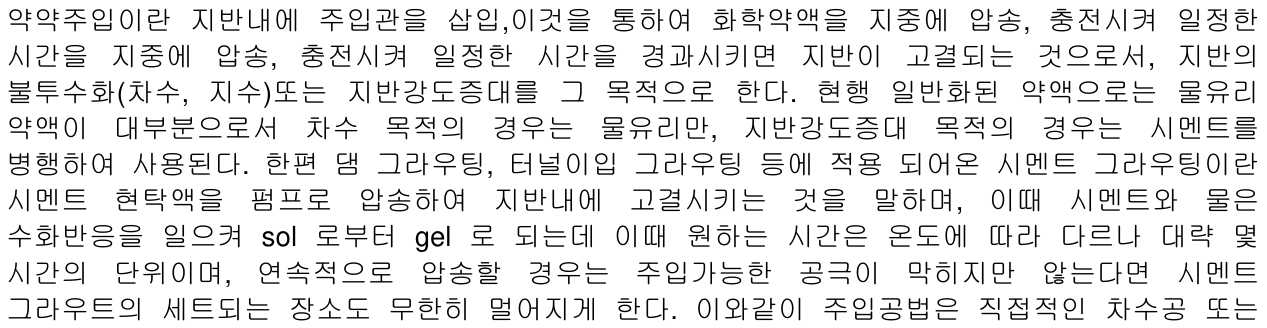 약약주입이란 지반내에 주입관을 삽입,이것을 통하여 화학약액을 지중에 압송, 충전시켜 일정한
시간을 지중에 압송, 충전시켜 일정한 시간을 경과시키면 지반이 고결되는 것으로서, 지반의
불투수화(차수, 지수)또는 지반강도증대를 그 목적으로 한다. 현행 일반화된 약액으로는 물유리
약액이 대부분으로서 차수 목적의 경우는 물유리만, 지반강도증대 목적의 경우는 시멘트를
병행하여 사용된다. 한편 댐 그라우팅, 터널이입 그라우팅 등에 적용 되어온 시멘트 그라우팅이란
시멘트 현탁액을 펌프로 압송하여 지반내에 고결시키는 것을 말하며, 이때 시멘트와 물은
수화반응을 일으켜 sol 로부터 gel 로 되는데 이때 원하는 시간은 온도에 따라 다르나 대략 몇
시간의 단위이며, 연속적으로 압송할 경우는 주입가능한 공극이 막히지만 않는다면 시멘트
그라우트의 세트되는 장소도 무한히 멀어지게 한다. 이와같이 주입공법은 직접적인 차수공 또는